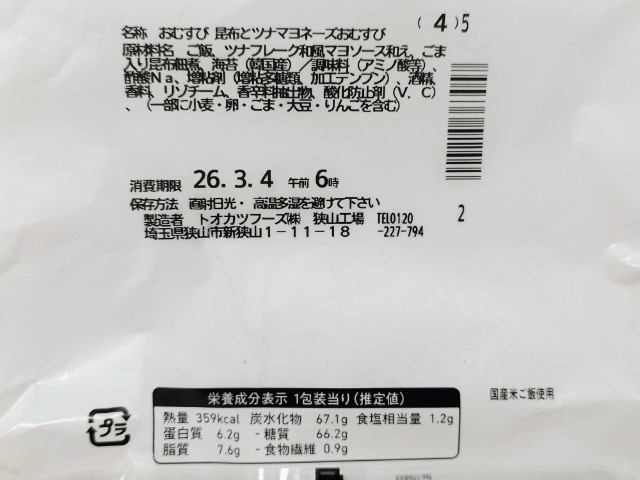 (4)5
名称 おむすび 昆布とツナマヨネーズおむすび
原材料名 ご飯、ツナフレーク和風マヨソース和え、ごま
入り昆布佃煮、海苔（韓国産）／調味料（アミノ酸等）、
酢酸Ｎａ、増粘剤（増粘多糖類、加工デンプン）、酒精、
香料、リゾチーム、香辛料抽出物、酸化防止剤（Ｖ．Ｃ）
、（一部に小麦・卵・ごま・大豆・りんごを含む）
消費期限 26.3.4 午前 6時
保存方法 直射日光・高温多湿を避けて下さい
製造者 トオカツフーズ㈱ 狭山工場 TEL0120
埼玉県狭山市新狭山１－１１－１８ -227-794
2
栄養成分表示 1包装当り(推定値)
熱量 359kcal 炭水化物 67.1g 食塩相当量 1.2g
蛋白質 6.2g - 糖質 66.2g
脂質 7.6g - 食物繊維 0.9g
国産米ご飯使用
プラ